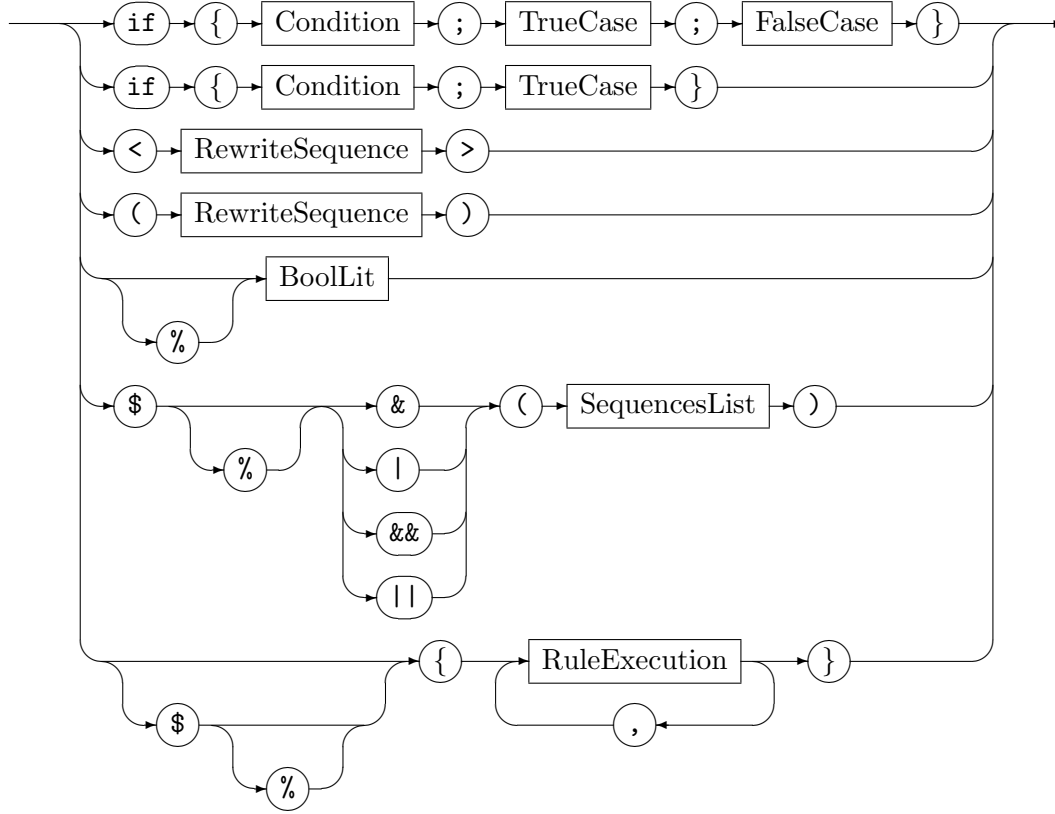 if { Condition ; TrueCase ; FalseCase }
if { Condition ; TrueCase }
< RewriteSequence >
( RewriteSequence )
BoolLit
%
$ & ( SequencesList )
% |
&&
||
{ RuleExecution }
$ ,
%